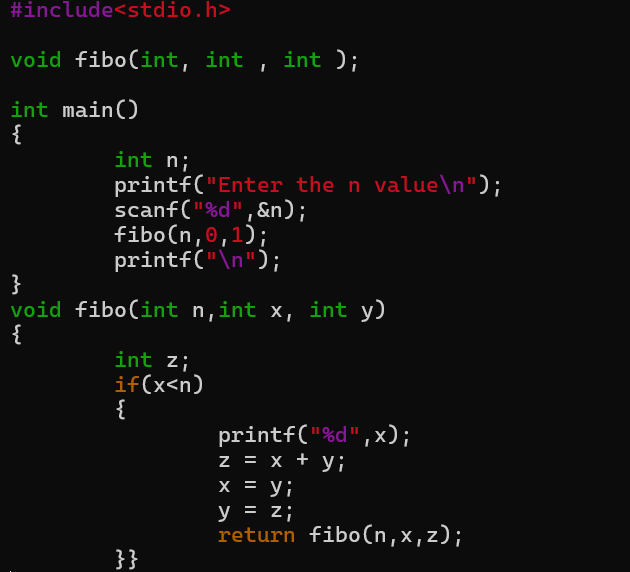 #include<stdio.h>

void fibo(int, int , int );

int main()
{
        int n;
        printf("Enter the n value\n");
        scanf("%d",&n);
        fibo(n,0,1);
        printf("\n");
}
void fibo(int n,int x, int y)
{
        int z;
        if(x<n)
        {
                printf("%d",x);
                z = x + y;
                x = y;
                y = z;
                return fibo(n,x,z);
        }}